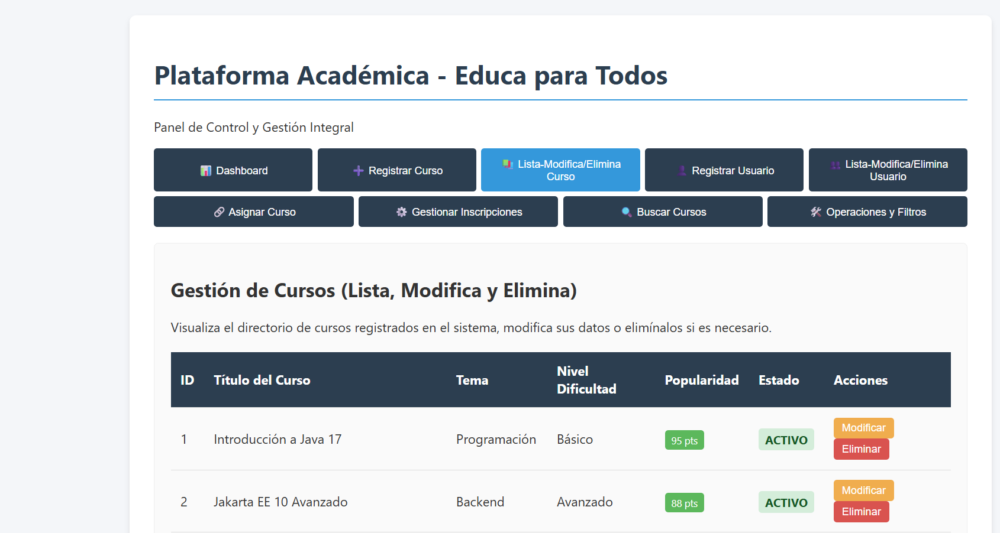 Plataforma Académica - Educa para Todos
Panel de Control y Gestión Integral
Dashboard
Registrar Curso
Lista-Modifica/Elimina
Curso
Registrar Usuario
Lista-Modifica/Elimina
Usuario
Asignar Curso
Gestionar Inscripciones
Buscar Cursos
Operaciones y Filtros
Gestión de Cursos (Lista, Modifica y Elimina)
Visualiza el directorio de cursos registrados en el sistema, modifica sus datos o elimínalos si es necesario.
ID Título del Curso Tema Nivel Dificultad Popularidad Estado Acciones
1 Introducción a Java 17 Programación Básico 95 pts ACTIVO Modificar
Eliminar
2 Jakarta EE 10 Avanzado Backend Avanzado 88 pts ACTIVO Modificar
Eliminar